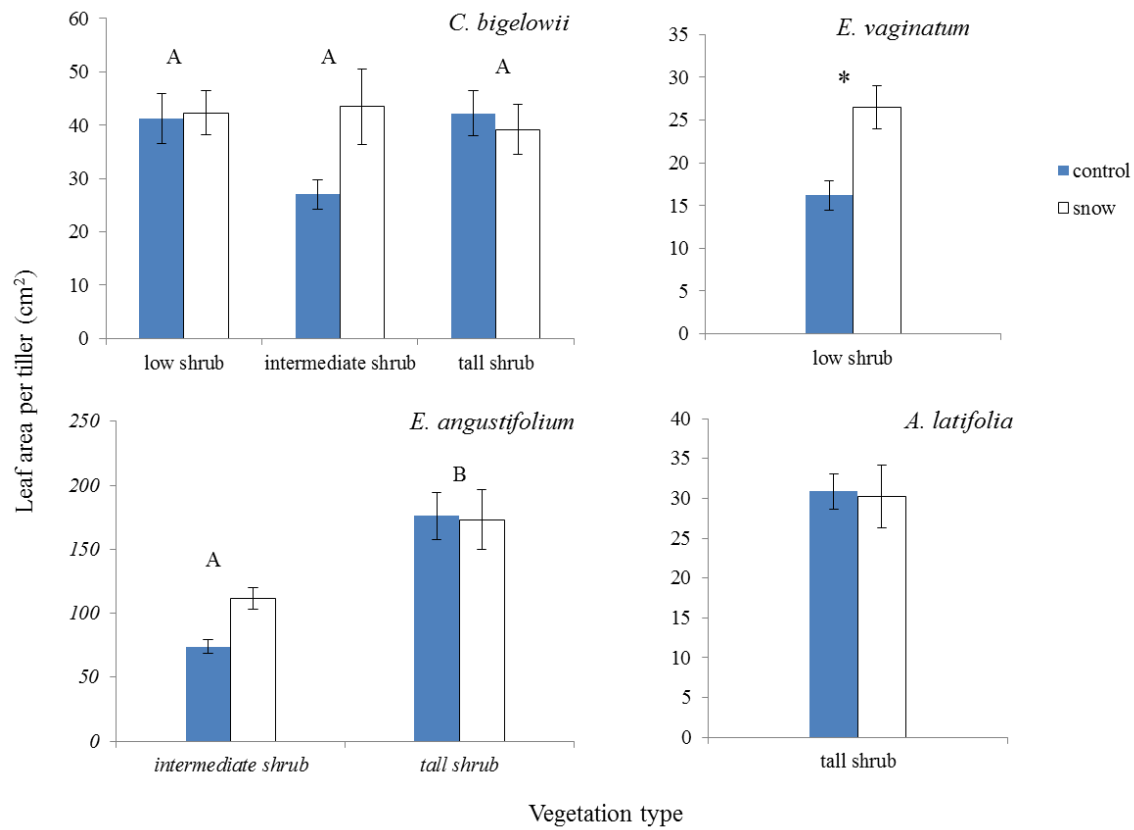 C. bigelowii
60
50
40
30
20
10
0
A
A
A
low shrub
intermediate shrub
tall shrub
E. vaginatum
35
30
25
20
15
10
5
0
*
low shrub
control
snow
Leaf area per tiller (cm²)
E. angustifolium
250
200
150
100
50
0
A
B
intermediate shrub
tall shrub
A. latifolia
40
35
30
25
20
15
10
5
0
tall shrub
Vegetation type